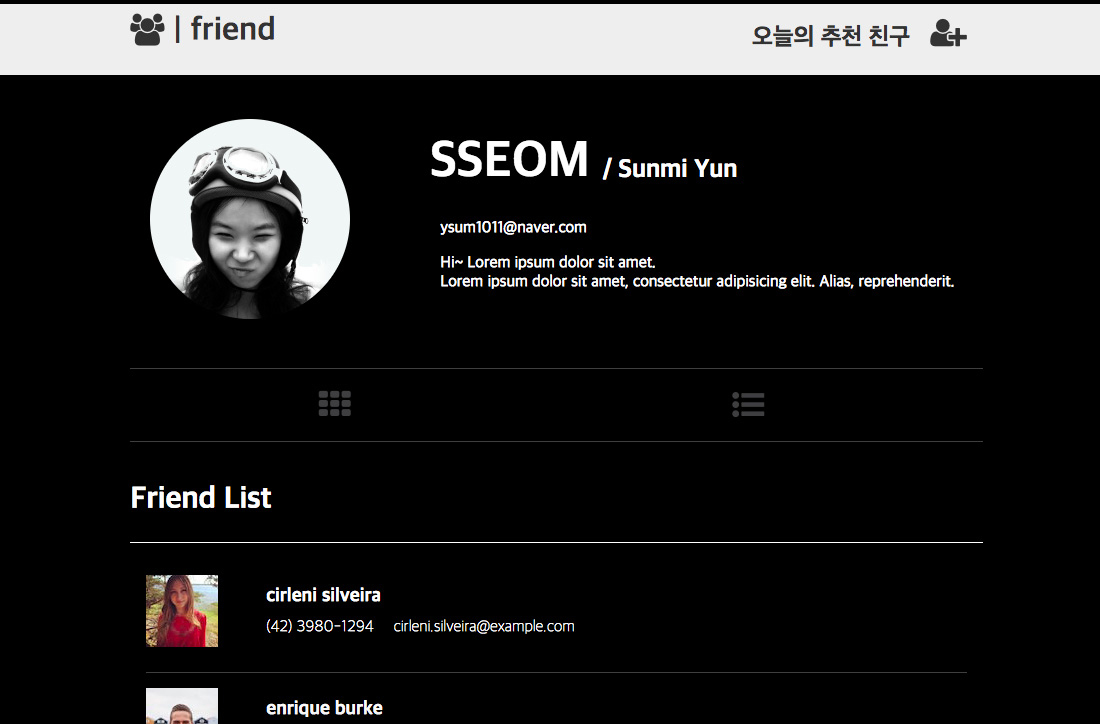 | friend
오늘의 추천 친구
SSEOM / Sunmi Yun
ysum1011@naver.com
Hi~ Lorem ipsum dolor sit amet.
Lorem ipsum dolor sit amet, consectetur adipisicing elit. Alias, reprehenderit.
Friend List
cirleni silveira
(42) 3980-1294 cirleni.silveira@example.com
enrique burke